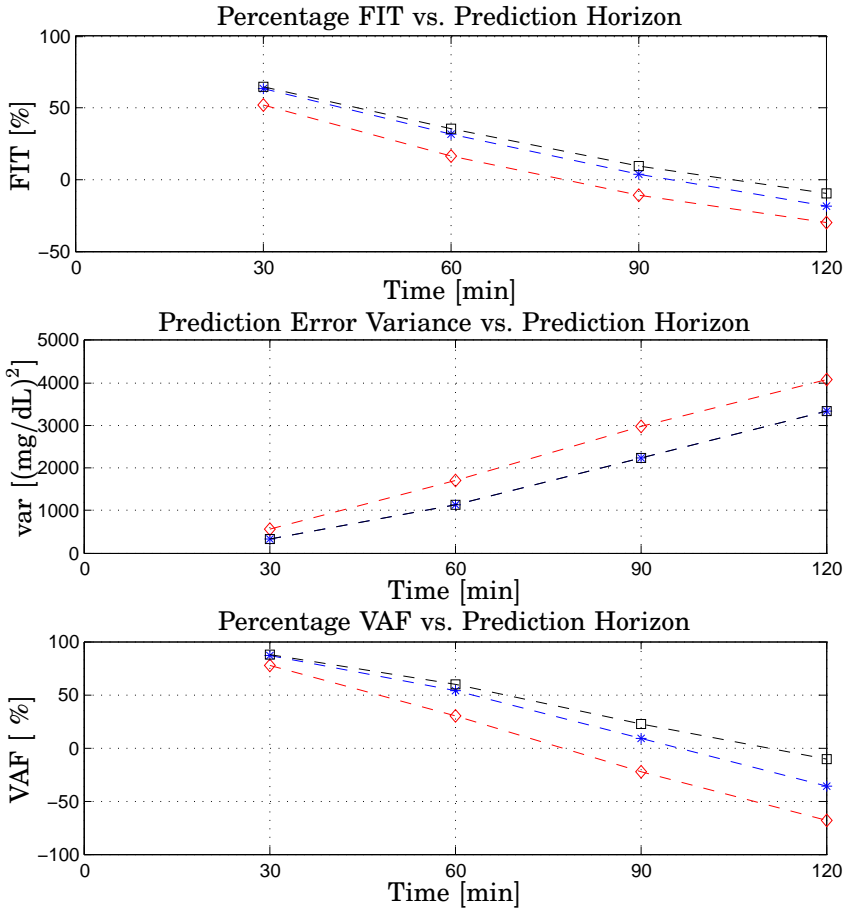 Percentage FIT vs. Prediction Horizon
100
50
0
−50
FIT [%]
0 30 60 90 120
Time [min]
Prediction Error Variance vs. Prediction Horizon
5000
4000
3000
2000
1000
0
var [(mg/dL)²]
0 30 60 90 120
Time [min]
Percentage VAF vs. Prediction Horizon
100
50
0
−50
−100
VAF [ %]
0 30 60 90 120
Time [min]